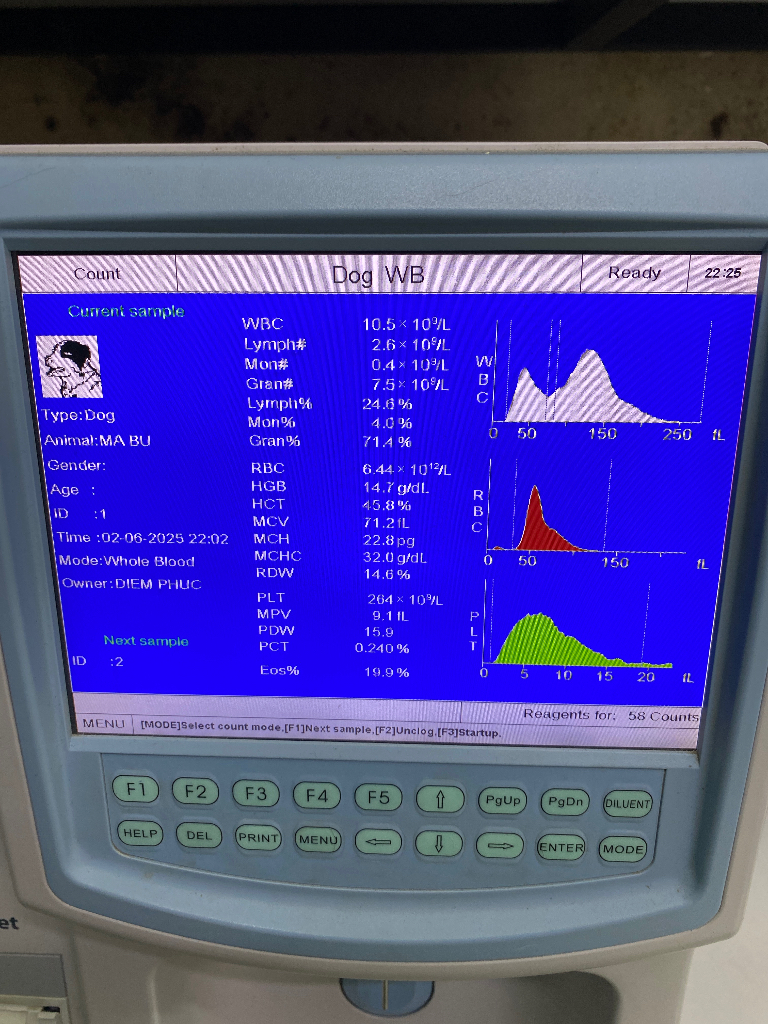 Count Dog WB Ready 22:25
Current sample
Type:Dog
Animal:MA BU
Gender:
Age :
ID :1
Time :02-06-2025 22:02
Mode:Whole Blood
Owner:DIEM PHUC
Next sample
ID :2
WBC 10.5 × 10⁹/L
Lymph# 2.6 × 10⁹/L
Mon# 0.4 × 10⁹/L
Gran# 7.5 × 10⁹/L
Lymph% 24.6 %
Mon% 4.0 %
Gran% 71.4 %
RBC 6.44 × 10¹²/L
HGB 14.7 g/dL
HCT 45.8 %
MCV 71.2 fL
MCH 22.8 pg
MCHC 32.0 g/dL
RDW 14.6 %
PLT 264 × 10⁹/L
MPV 9.1 fL
PDW 15.9
PCT 0.240 %
Eos% 19.9 %
WBC
0 50 150 250 fL
RBC
0 50 150 fL
PLT
0 5 10 15 20 fL
Reagents for: 58 Counts
MENU [MODE]Select count mode,[F1]Next sample,[F2]Unclog,[F3]Startup.
F1 F2 F3 F4 F5 ⇧ PgUp PgDn DILUENT
HELP DEL PRINT MENU ⇦ ⇩ ⇨ ENTER MODE
et